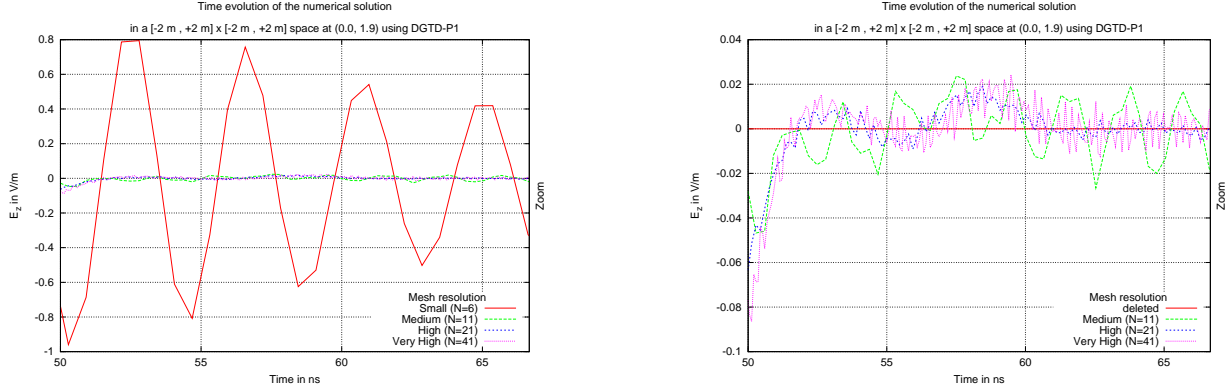 Time evolution of the numerical solution
in a [-2 m , +2 m] x [-2 m , +2 m] space at (0.0, 1.9) using DGTD-P1
0.8
0.6
0.4
0.2
0
-0.2
-0.4
-0.6
-0.8
-1
E_z in V/m
Zoom
Mesh resolution
Small (N=6)
Medium (N=11)
High (N=21)
Very High (N=41)
50
55
60
65
Time in ns
Time evolution of the numerical solution
in a [-2 m , +2 m] x [-2 m , +2 m] space at (0.0, 1.9) using DGTD-P1
0.04
0.02
0
-0.02
-0.04
-0.06
-0.08
-0.1
E_z in V/m
Zoom
Mesh resolution
deleted
Medium (N=11)
High (N=21)
Very High (N=41)
50
55
60
65
Time in ns